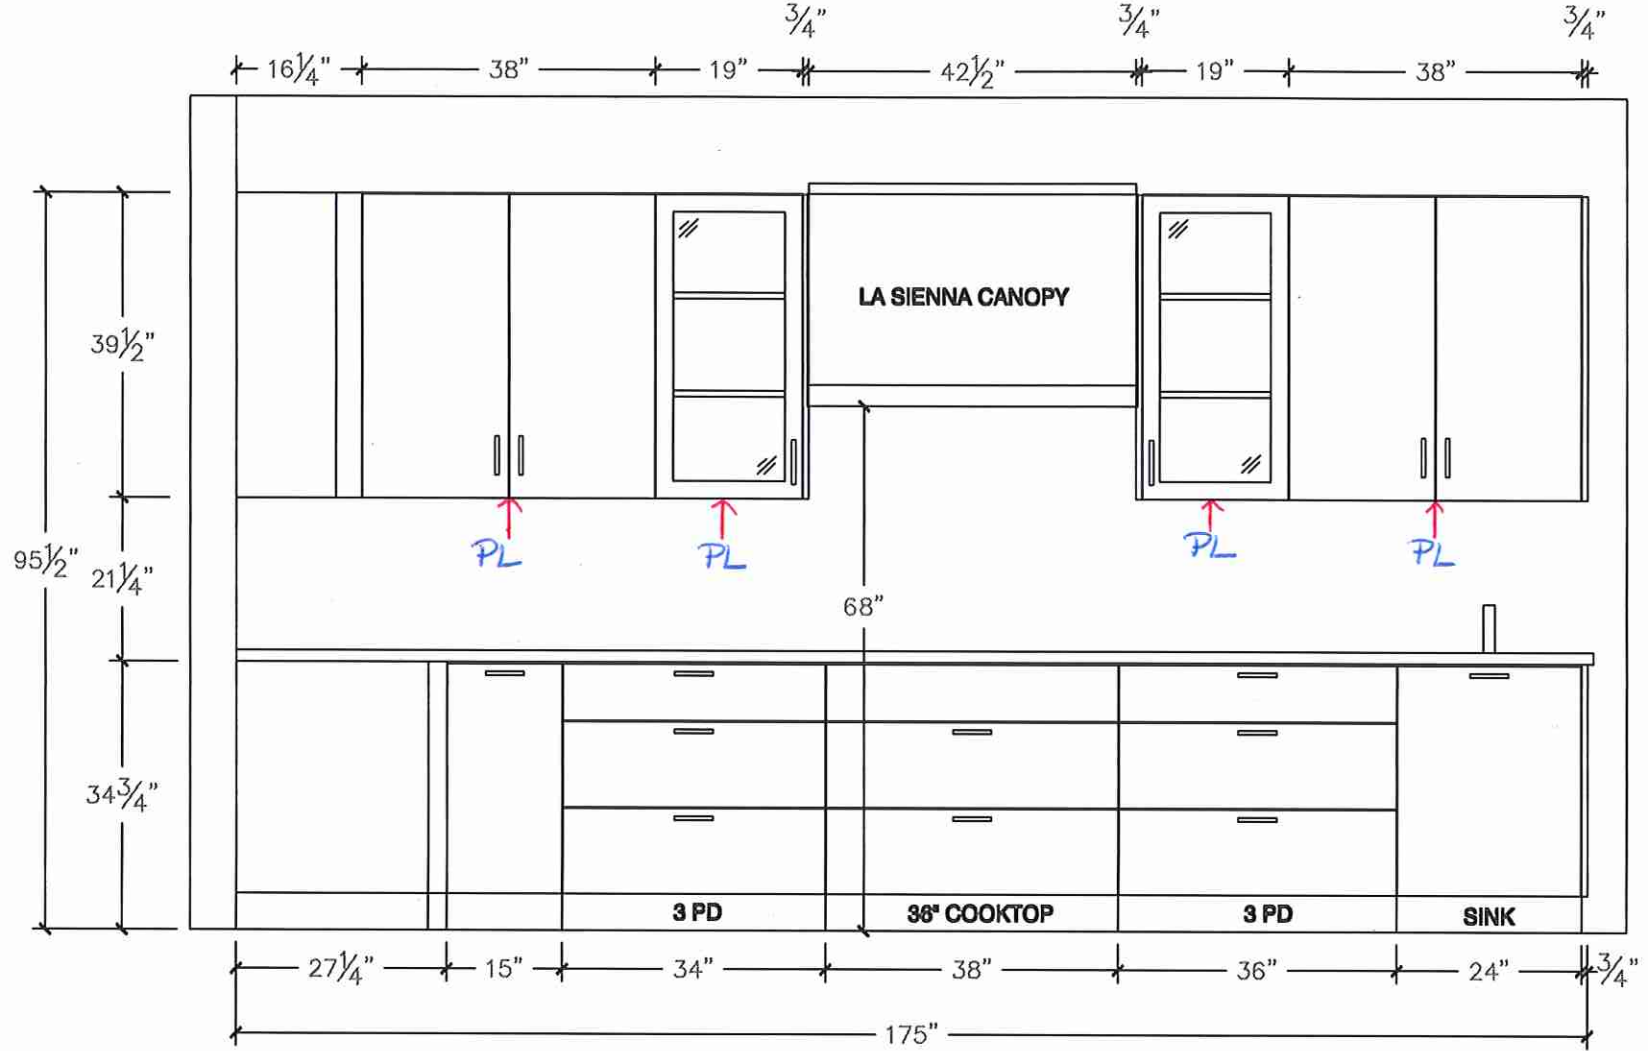 3/4" 3/4" 3/4"
16 1/4" 38" 19" 42 1/2" 19" 38"
LA SIENNA CANOPY
39 1/2"
PL PL PL PL
95 1/2" 21 1/4"
68"
34 3/4"
3 PD 36" COOKTOP 3 PD SINK
27 1/4" 15" 34" 38" 36" 24" 3/4"
175"